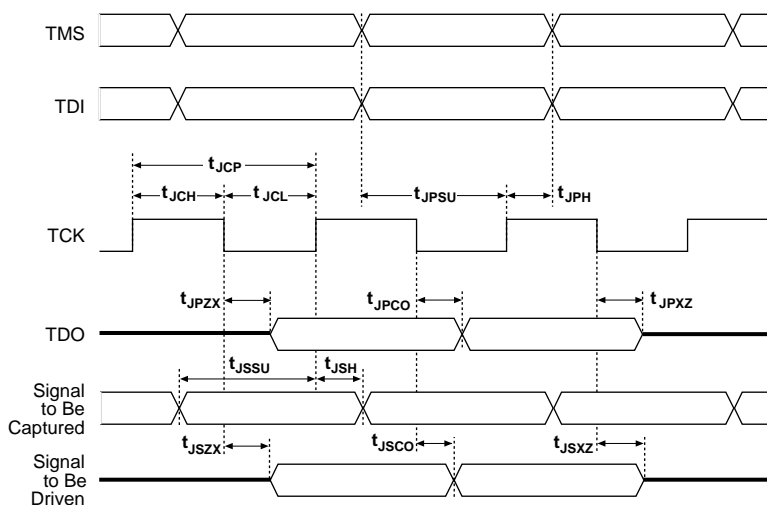 TMS
TDI
tJCP
tJCH tJCL tJPSU tJPH
TCK
tJPZX tJPCO tJPXZ
TDO
tJSSU tJSH
Signal
to Be
Captured
tJSZX tJSCO tJSXZ
Signal
to Be
Driven